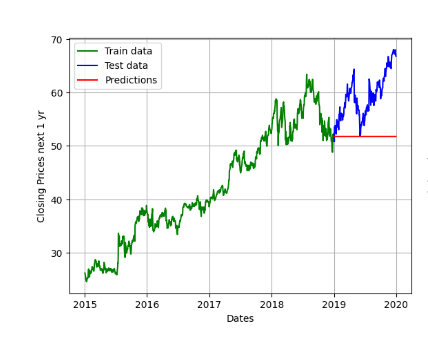 70
60
50
40
30
Closing Prices next 1 yr
Train data
Test data
Predictions
2015 2016 2017 2018 2019 2020
Dates